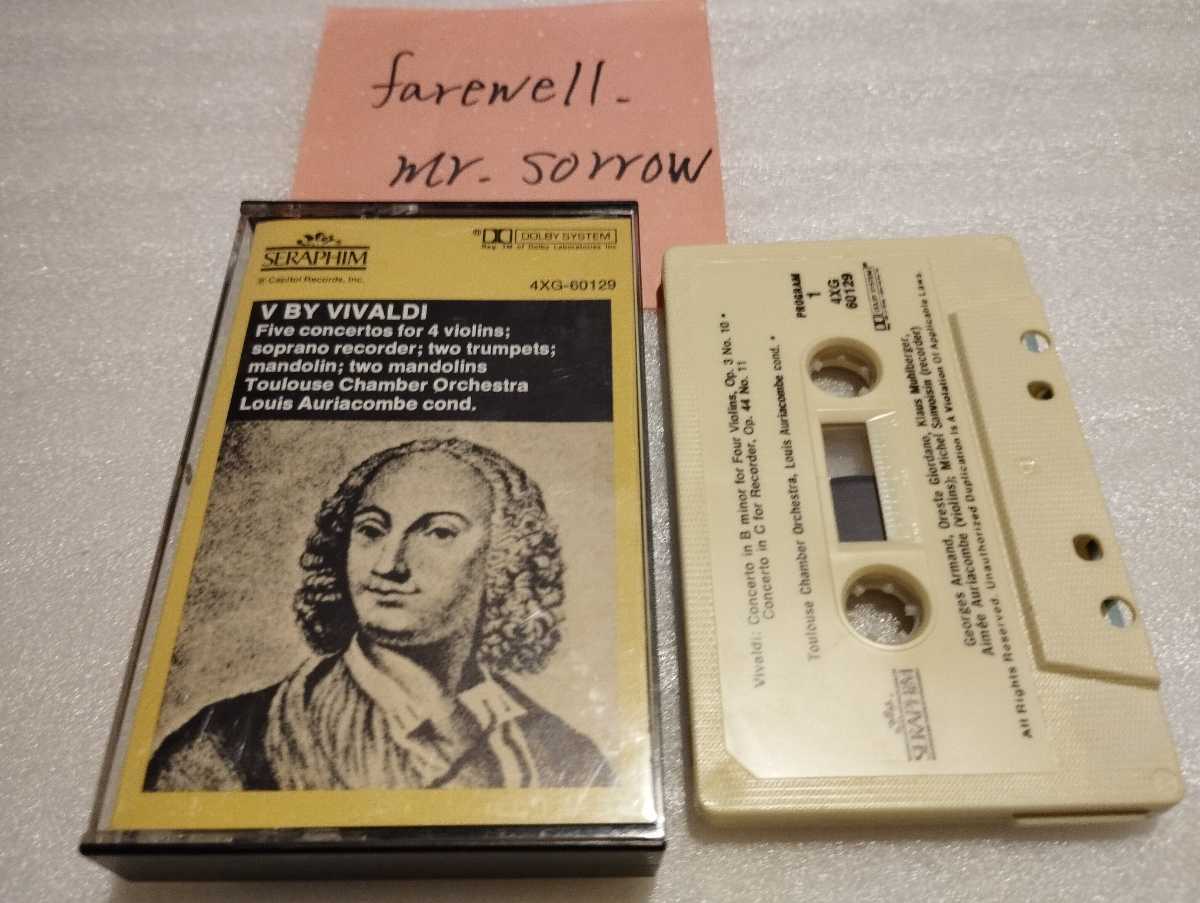 farewell.
mr. sorrow
SERAPHIM
℗ Capitol Records, Inc.
® DOLBY SYSTEM
Reg. TM of Dolby Laboratories Inc
4XG-60129
V BY VIVALDI
Five concertos for 4 violins;
soprano recorder; two trumpets;
mandolin; two mandolins
Toulouse Chamber Orchestra
Louis Auriacombe cond.
PROGRAM
1
4XG
60129
DOLBY SYSTEM
Vivaldi: Concerto in B minor for Four Violins, Op. 3 No. 10 •
Concerto in C for Recorder, Op. 44 No. 11
Toulouse Chamber Orchestra, Louis Auriacombe cond. •
Georges Armand, Oreste Giordano, Klaus Muhlberger,
Aimée Auriacombe (Violins); Michel Sanvoisin (recorder)
All Rights Reserved. Unauthorized Duplication Is A Violation Of Applicable Laws.
SERAPHIM